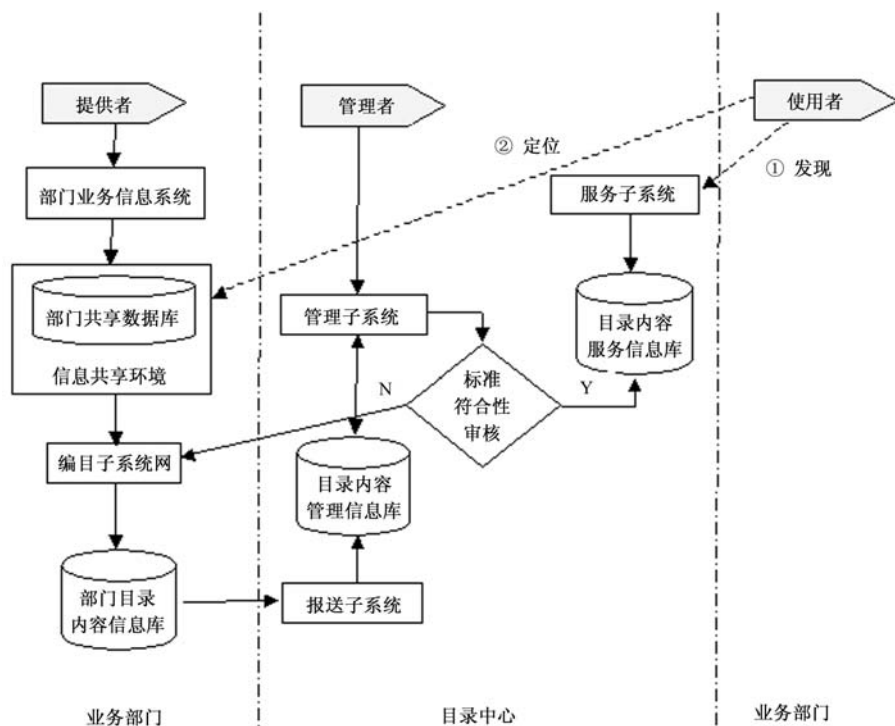 提供者
管理者
使用者
② 定位
① 发现
部门业务信息系统
服务子系统
部门共享数据库
信息共享环境
管理子系统
目录内容
服务信息库
标准
符合性
审核
N
Y
编目子系统网
目录内容
管理信息库
部门目录
内容信息库
报送子系统
业务部门
目录中心
业务部门